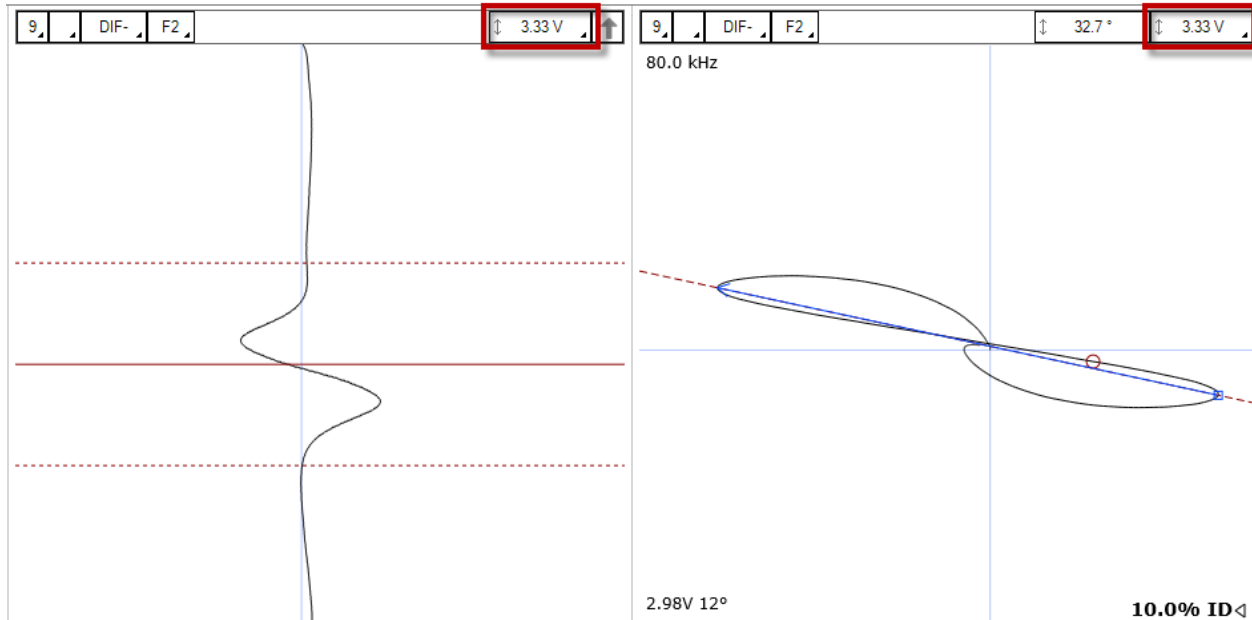 9 DIF- F2 3.33 V
9 DIF- F2 32.7 ° 3.33 V
80.0 kHz
2.98V 12°
10.0% ID